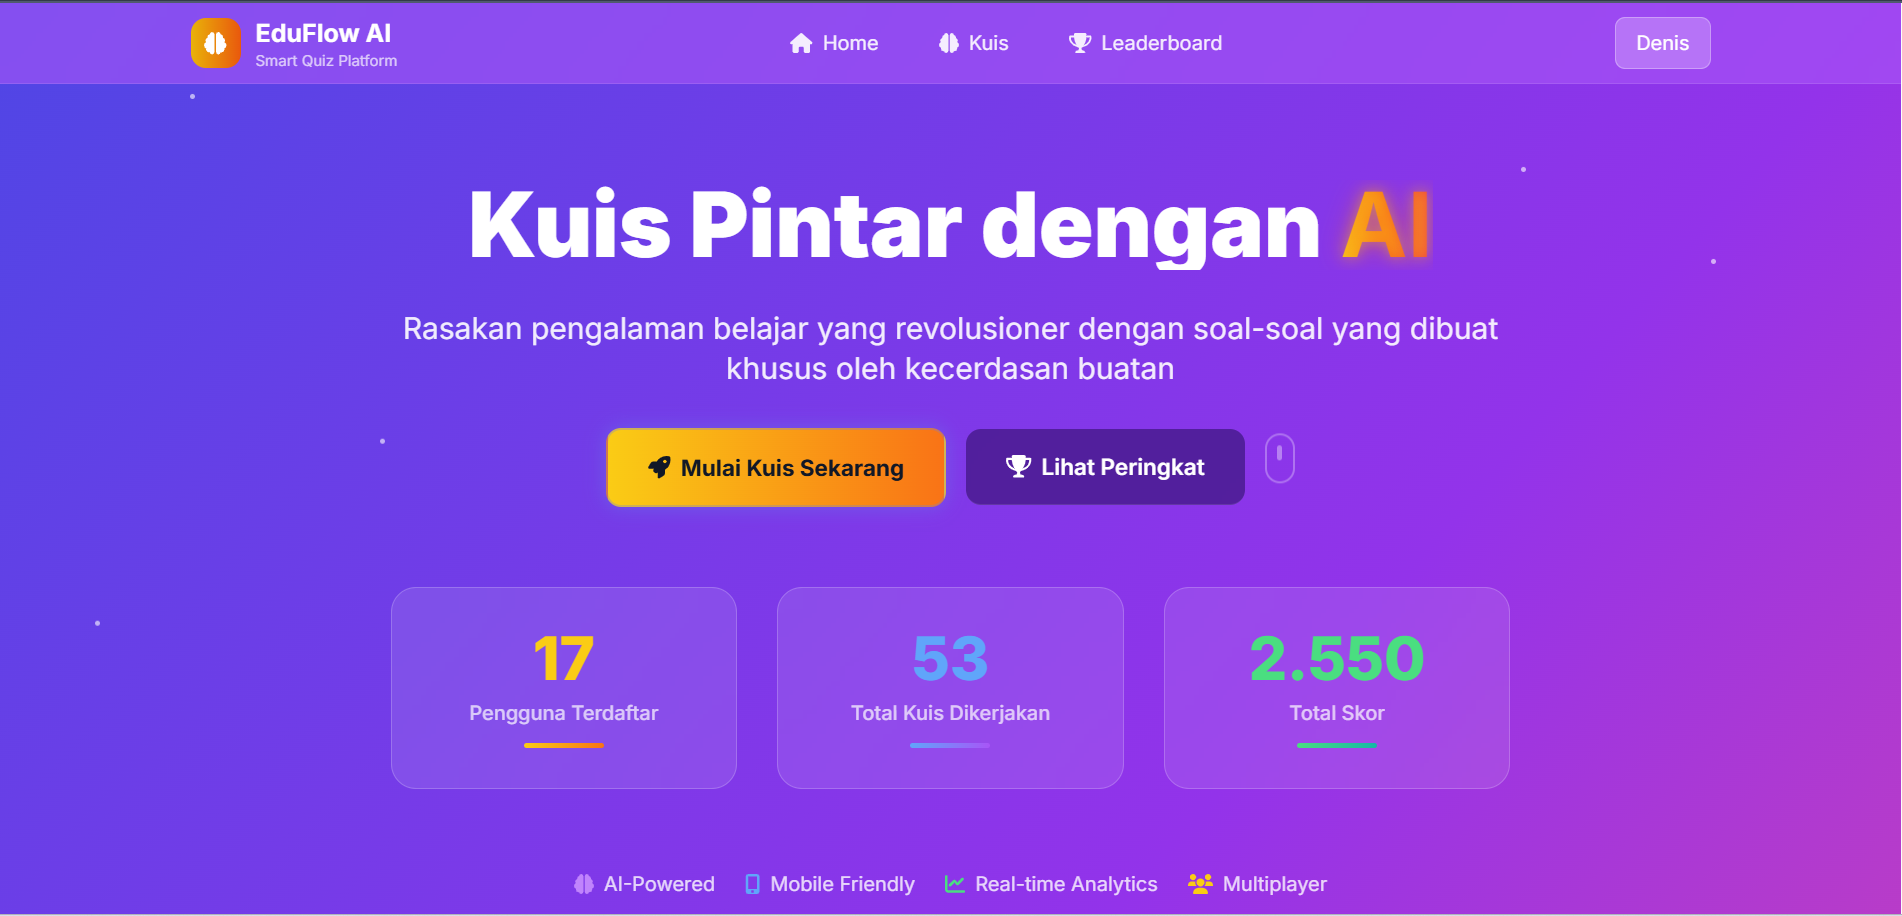 EduFlow AI
Smart Quiz Platform
Home
Kuis
Leaderboard
Denis
Kuis Pintar dengan AI
Rasakan pengalaman belajar yang revolusioner dengan soal-soal yang dibuat
khusus oleh kecerdasan buatan
Mulai Kuis Sekarang
Lihat Peringkat
17
Pengguna Terdaftar
53
Total Kuis Dikerjakan
2.550
Total Skor
AI-Powered
Mobile Friendly
Real-time Analytics
Multiplayer